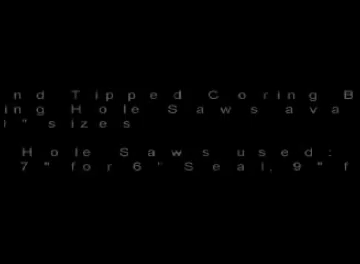 nd Tipped Coring B
ing Hole Saws ava
" sizes
Hole Saws used:
7" for 6" Seal, 9" f